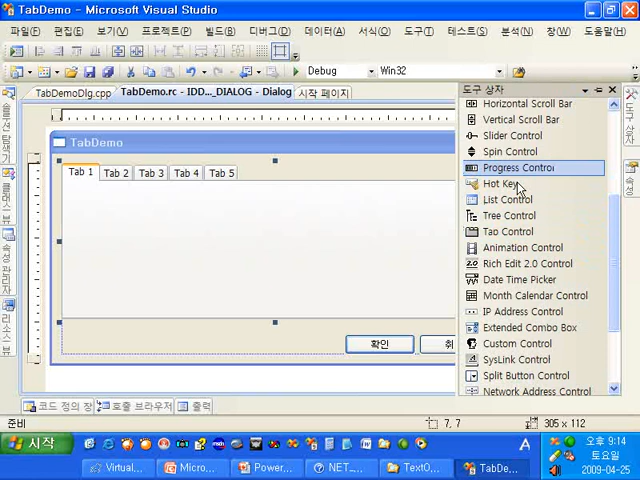 TabDemo - Microsoft Visual Studio
파일(F) 편집(E) 보기(V) 프로젝트(P) 빌드(B) 디버그(D) 데이터(A) 서식(O) 도구(T) 테스트(S) 분석(N) 창(W) 도움말(H)
Debug Win32
TabDemoDlg.cpp TabDemo.rc - IDD..._DIALOG - Dialog 시작 페이지
도구 상자
솔루션 탐색기
클래스 뷰
속성 관리자
리소스 뷰
TabDemo
Tab 1 Tab 2 Tab 3 Tab 4 Tab 5
확인 취
Horizontal Scroll Bar
Vertical Scroll Bar
Slider Control
Spin Control
Progress Control
Hot Key
List Control
Tree Control
Tab Control
Animation Control
Rich Edit 2.0 Control
Date Time Picker
Month Calendar Control
IP Address Control
Extended Combo Box
Custom Control
SysLink Control
Split Button Control
Network Address Control
도구 상자
속성
코드 정의 창 호출 브라우저 출력
준비 7, 7 305 x 112
시작 A 오후 9:14
토요일
2009-04-25
Virtual... Micro... Power... NET_... TextO... TabDe...